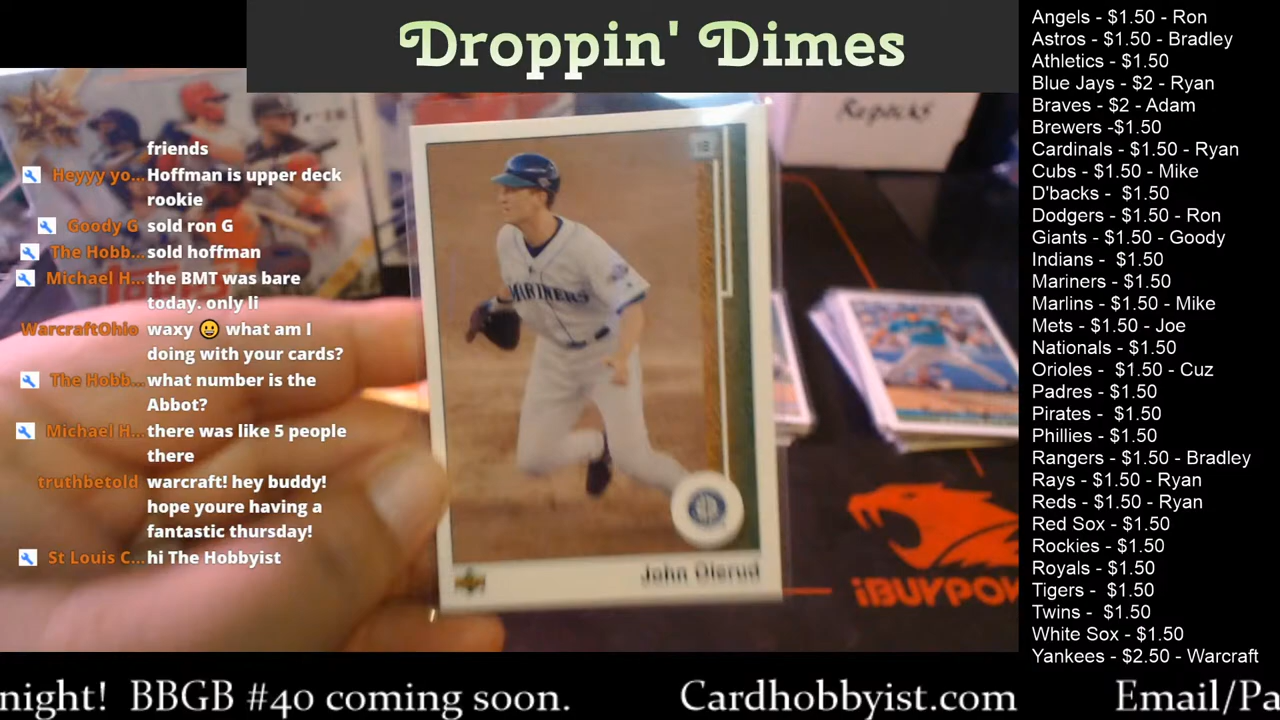 Droppin' Dimes
friends
Heyyy yo... Hoffman is upper deck
rookie
Goody G sold ron G
The Hobb... sold hoffman
Michael H... the BMT was bare
today. only li
WarcraftOhio waxy 😀 what am I
doing with your cards?
The Hobb... what number is the
Abbot?
Michael H... there was like 5 people
there
truthbetold warcraft! hey buddy!
hope youre having a
fantastic thursday!
St Louis C... hi The Hobbyist
Repacks
1B
MARINERS
John Olerud
iBUYPOW
Angels - $1.50 - Ron
Astros - $1.50 - Bradley
Athletics - $1.50
Blue Jays - $2 - Ryan
Braves - $2 - Adam
Brewers -$1.50
Cardinals - $1.50 - Ryan
Cubs - $1.50 - Mike
D'backs -  $1.50
Dodgers - $1.50 - Ron
Giants - $1.50 - Goody
Indians -  $1.50
Mariners - $1.50
Marlins - $1.50 - Mike
Mets - $1.50 - Joe
Nationals - $1.50
Orioles -  $1.50 - Cuz
Padres - $1.50
Pirates -  $1.50
Phillies - $1.50
Rangers - $1.50 - Bradley
Rays - $1.50 - Ryan
Reds - $1.50 - Ryan
Red Sox - $1.50
Rockies - $1.50
Royals - $1.50
Tigers -  $1.50
Twins -  $1.50
White Sox - $1.50
Yankees - $2.50 - Warcraft
night!  BBGB #40 coming soon.  Cardhobbyist.com  Email/Pa